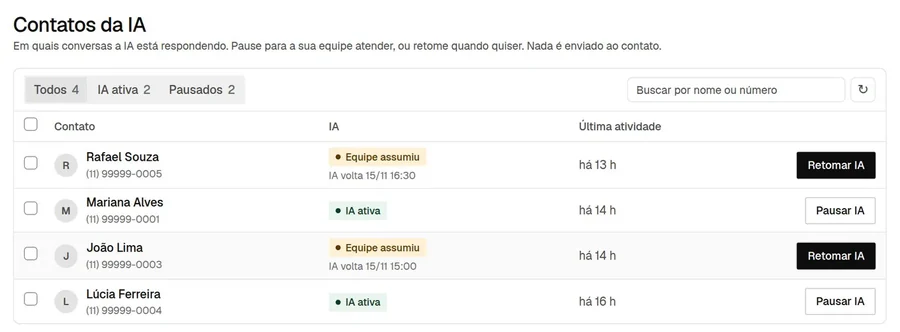 Contatos da IA
Em quais conversas a IA está respondendo. Pause para a sua equipe atender, ou retome quando quiser. Nada é enviado ao contato.
Todos 4 IA ativa 2 Pausados 2 Buscar por nome ou número ↻
Contato IA Última atividade
R Rafael Souza ● Equipe assumiu há 13 h Retomar IA
(11) 99999-0005 IA volta 15/11 16:30
M Mariana Alves ● IA ativa há 14 h Pausar IA
(11) 99999-0001
J João Lima ● Equipe assumiu há 14 h Retomar IA
(11) 99999-0003 IA volta 15/11 15:00
L Lúcia Ferreira ● IA ativa há 16 h Pausar IA
(11) 99999-0004